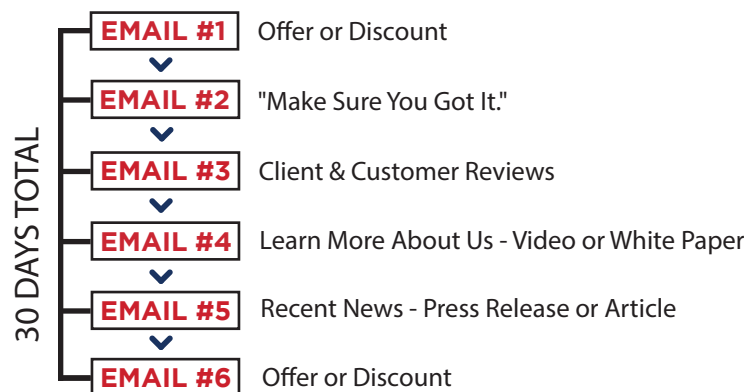 30 DAYS TOTAL
EMAIL #1 Offer or Discount
EMAIL #2 "Make Sure You Got It."
EMAIL #3 Client & Customer Reviews
EMAIL #4 Learn More About Us - Video or White Paper
EMAIL #5 Recent News - Press Release or Article
EMAIL #6 Offer or Discount